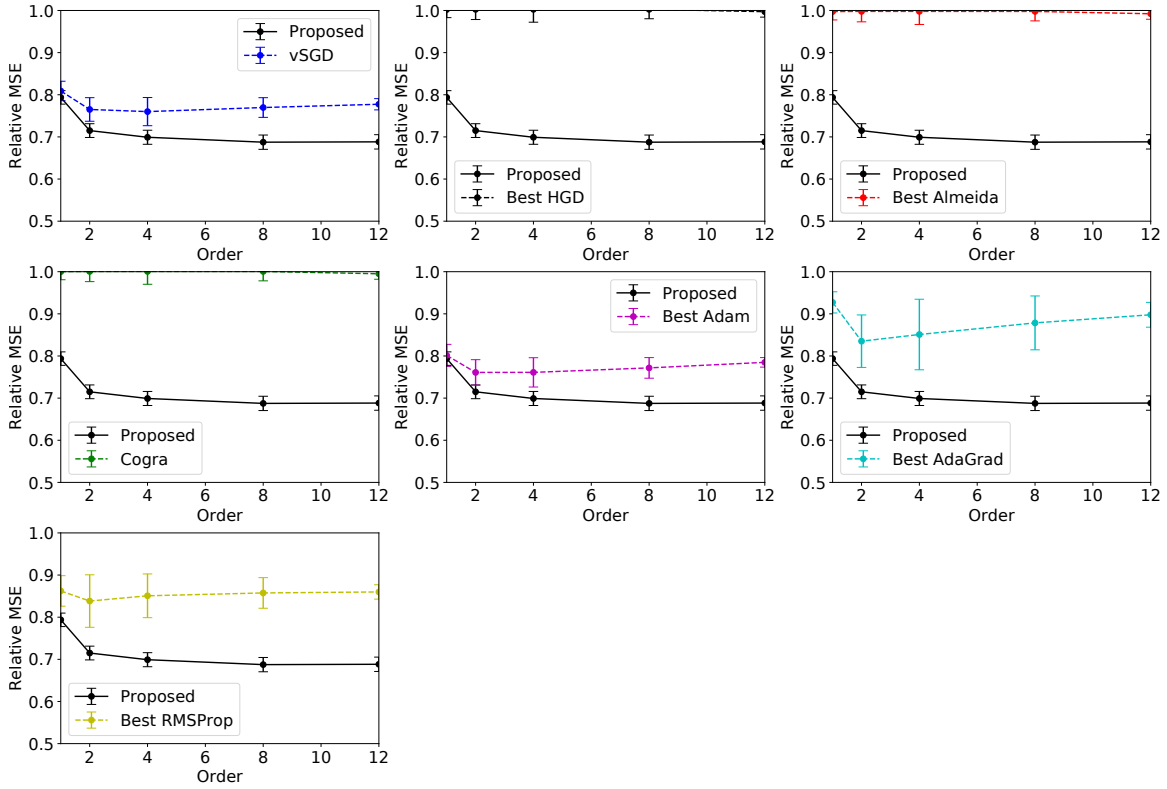 1.0
0.9
0.8
0.7
0.6
0.5
Relative MSE
Proposed
vSGD
2 4 6 8 10 12
Order
1.0
0.9
0.8
0.7
0.6
0.5
Relative MSE
Proposed
Best HGD
2 4 6 8 10 12
Order
1.0
0.9
0.8
0.7
0.6
0.5
Relative MSE
Proposed
Best Almeida
2 4 6 8 10 12
Order
1.0
0.9
0.8
0.7
0.6
0.5
Relative MSE
Proposed
Cogra
2 4 6 8 10 12
Order
1.0
0.9
0.8
0.7
0.6
0.5
Relative MSE
Proposed
Best Adam
2 4 6 8 10 12
Order
1.0
0.9
0.8
0.7
0.6
0.5
Relative MSE
Proposed
Best AdaGrad
2 4 6 8 10 12
Order
1.0
0.9
0.8
0.7
0.6
0.5
Relative MSE
Proposed
Best RMSProp
2 4 6 8 10 12
Order